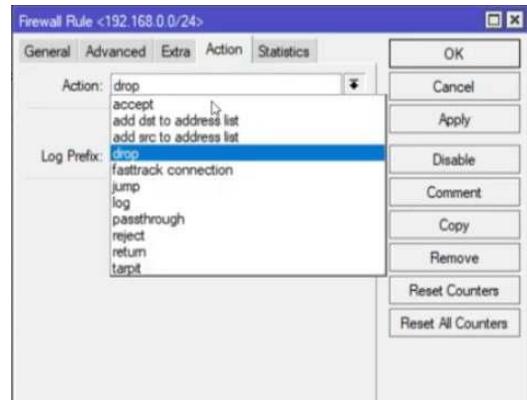 Firewall Rule <192.168.0.0/24>
General Advanced Extra Action Statistics
Action: drop
accept
add dst to address list
add src to address list
Log Prefix: drop
fasttrack connection
jump
log
passthrough
reject
return
tarpit
OK
Cancel
Apply
Disable
Comment
Copy
Remove
Reset Counters
Reset All Counters